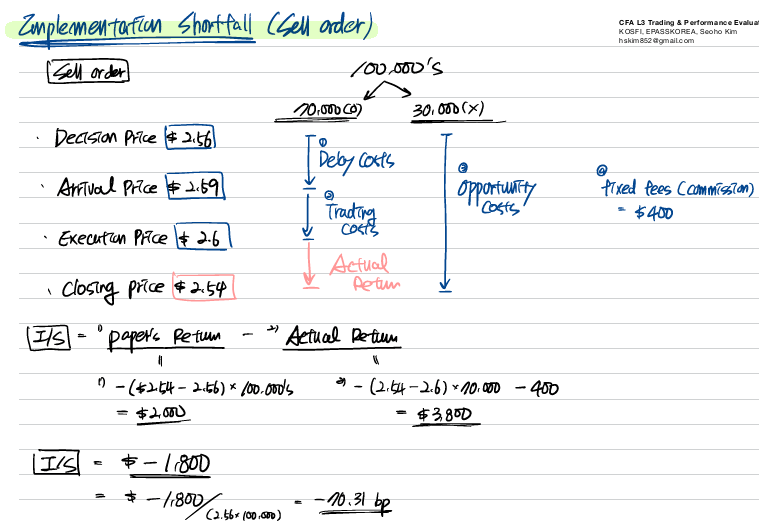 Implementation Shortfall (Sell order)
CFA L3 Trading & Performance Evaluat
KOSFI, EPASSKOREA, Seoho Kim
hskim852@gmail.com
Sell order
100,000's
70,000(O) 30,000(X)
· Decision Price $2.56
① Delay Costs
· Arrival Price $2.59
② Trading Costs
③ Opportunity Costs
④ fixed fees (commission)
= $400
· Execution Price $2.6
· Closing price $2.54
Actual Return
I/S = 1) paper's Return - 2) Actual Return
1) -($2.54 - 2.56) × 100,000's 2) - (2.54 - 2.6) × 70,000 - 400
= $2,000 = $3,800
I/S = $ -1,800
= $ -1,800/(2.56×100,000) = -70.31 bp